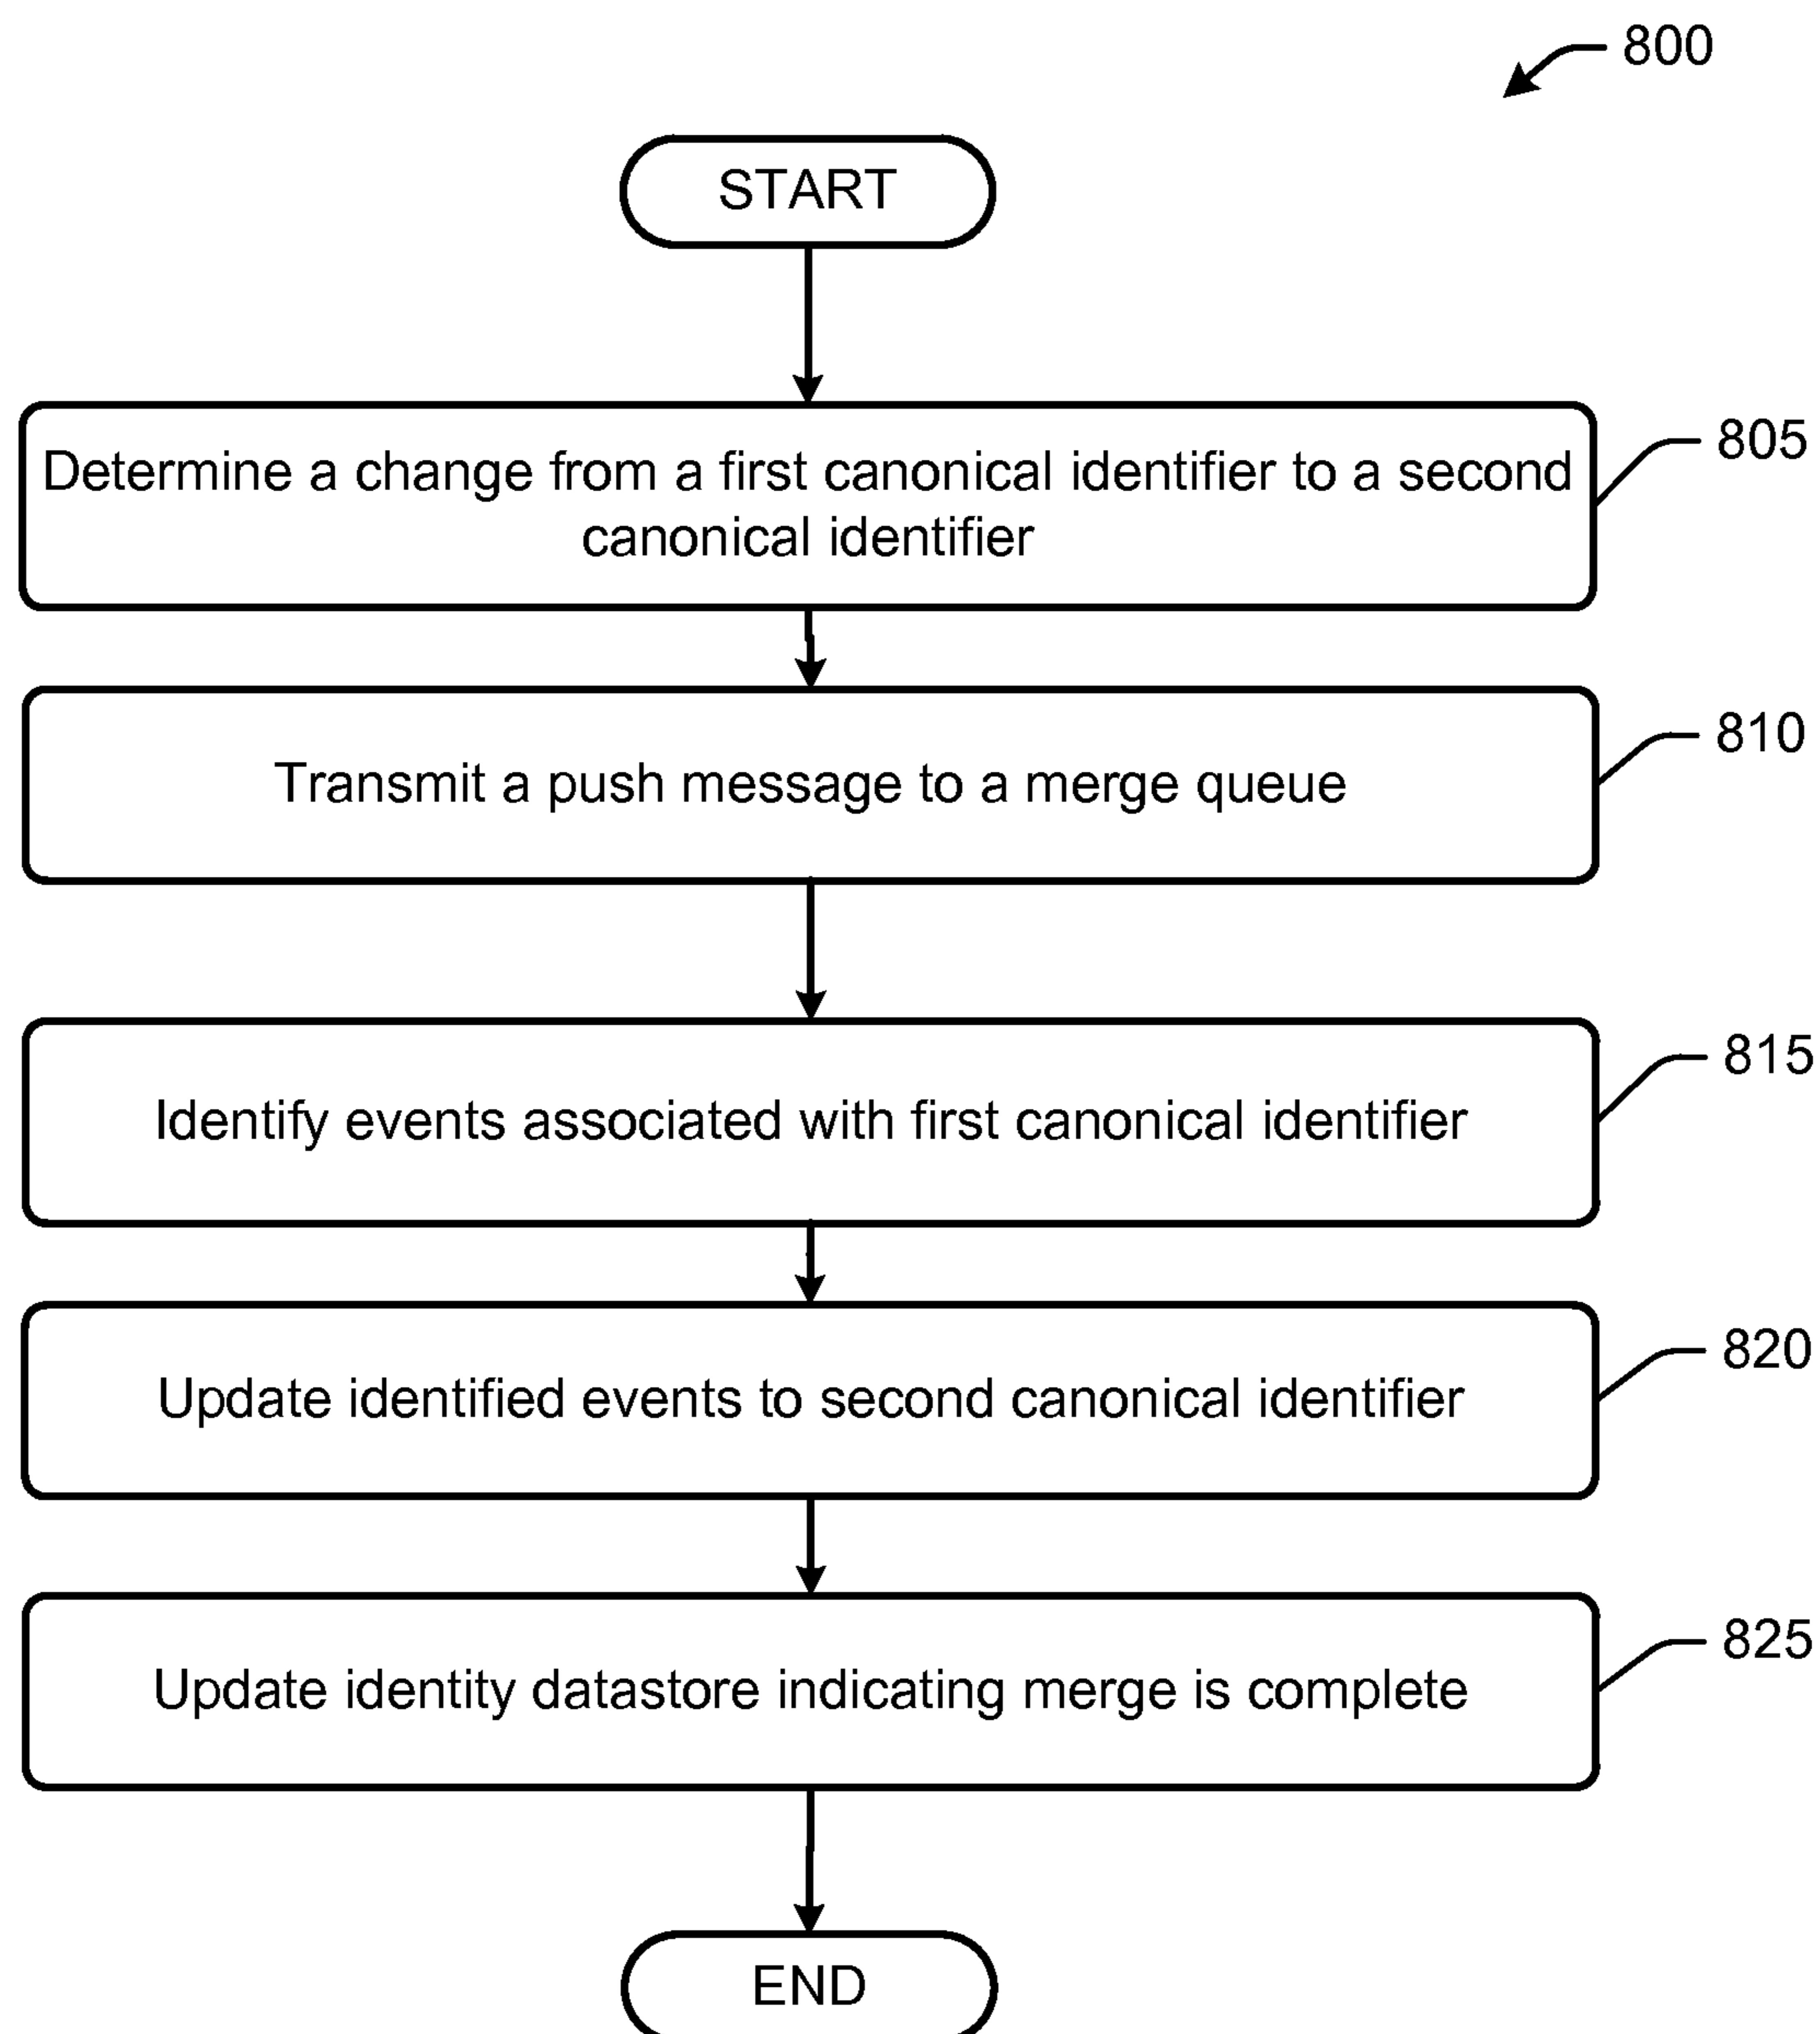 800
START
Determine a change from a first canonical identifier to a second
canonical identifier
805
Transmit a push message to a merge queue
810
Identify events associated with first canonical identifier
815
Update identified events to second canonical identifier
820
Update identity datastore indicating merge is complete
825
END